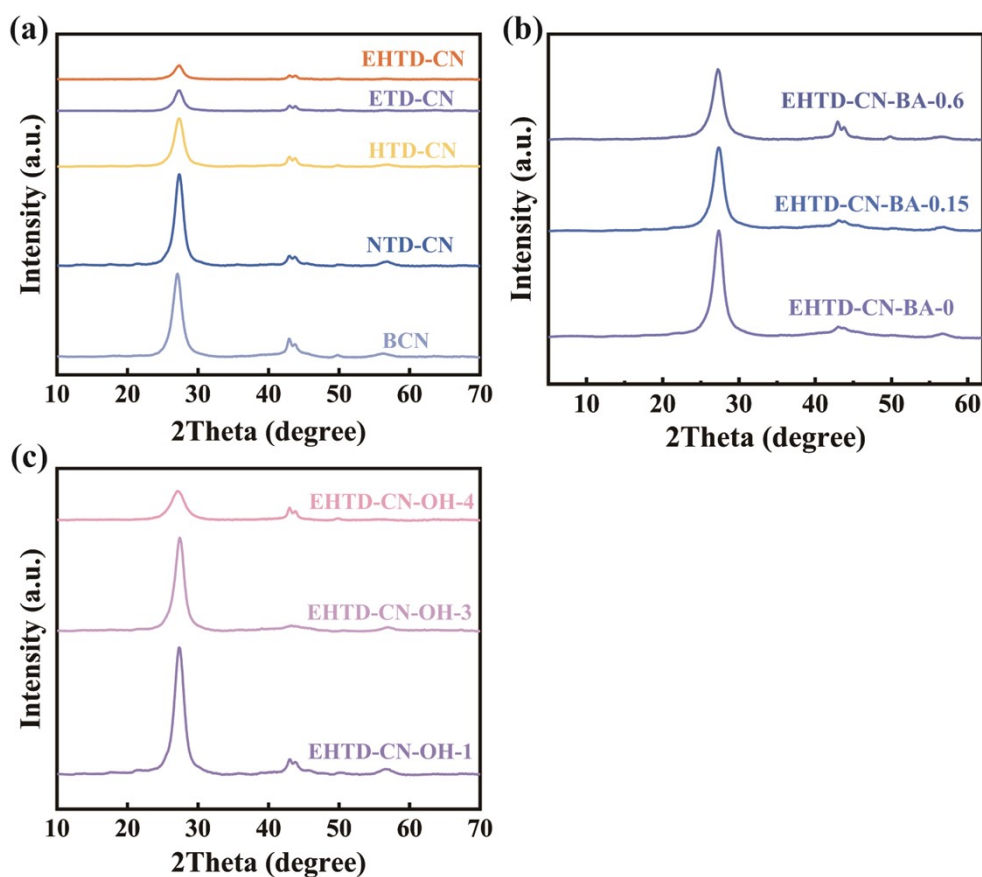 (a)
EHTD-CN
ETD-CN
HTD-CN
NTD-CN
BCN
Intensity (a.u.)
10 20 30 40 50 60 70
2Theta (degree)
(b)
EHTD-CN-BA-0.6
EHTD-CN-BA-0.15
EHTD-CN-BA-0
Intensity (a.u.)
10 20 30 40 50 60
2Theta (degree)
(c)
EHTD-CN-OH-4
EHTD-CN-OH-3
EHTD-CN-OH-1
Intensity (a.u.)
10 20 30 40 50 60 70
2Theta (degree)